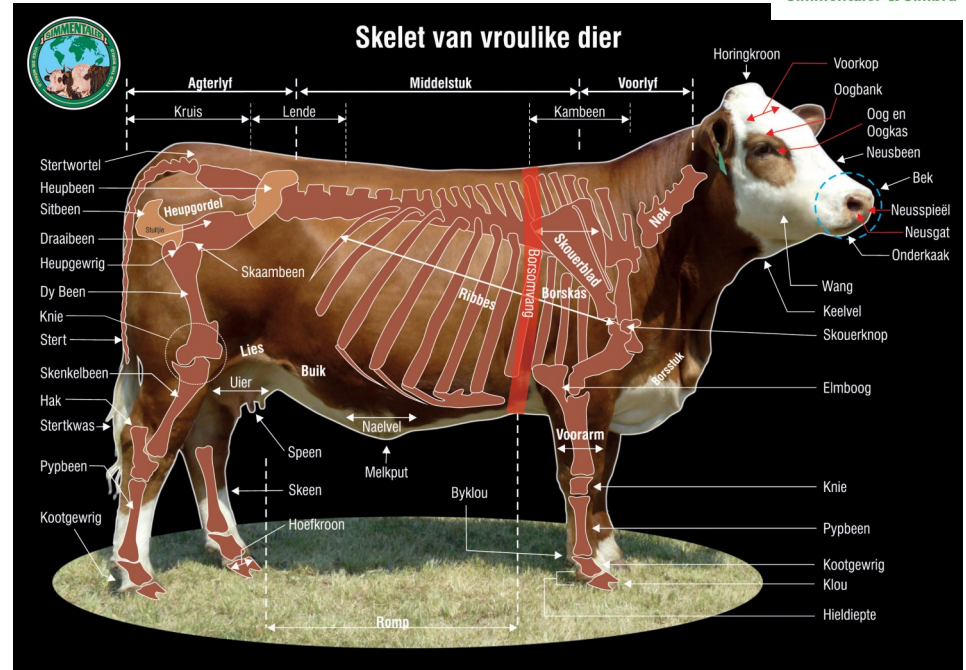 SIMMENTALER
Skelet van vroulike dier
Agterlyf
Middelstuk
Voorlyf
Kruis
Lende
Kambeen
Stertwortel
Heupbeen
Sitbeen
Draaibeen
Heupgewrig
Dy Been
Knie
Stert
Skenkelbeen
Hak
Stertkwas
Pypbeen
Kootgewrig
Heupgordel
Stuitjie
Skaambeen
Lies
Buik
Uier
Naelvel
Speen
Melkput
Skeen
Hoefkroon
Romp
Ribbes
Borskas
Borsomvang
Skouerblad
Nek
Borsstuk
Voorarm
Byklou
Horingkroon
Voorkop
Oogbank
Oog en
Oogkas
Neusbeen
Bek
Neusspieël
Neusgat
Onderkaak
Wang
Keelvel
Skouerknop
Elmboog
Knie
Pypbeen
Kootgewrig
Klou
Hieldiepte